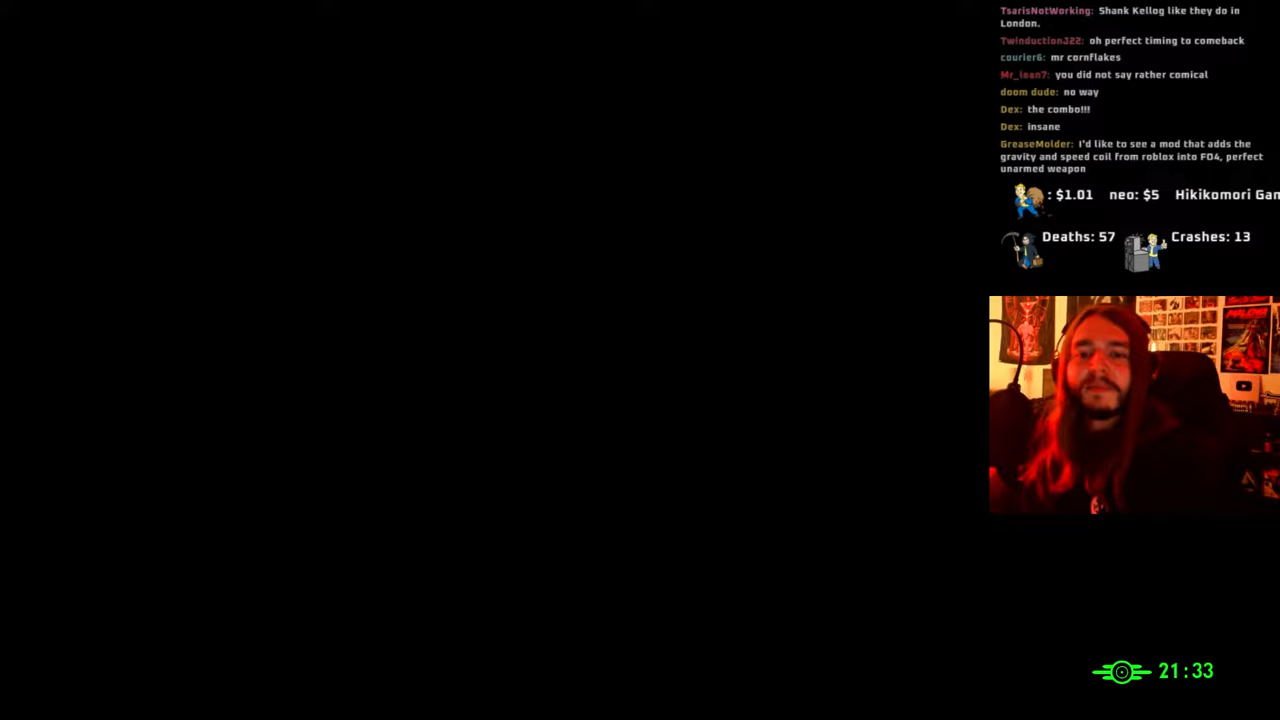 TsarisNotWorking: Shank Kellog like they do in
London.
TwinductionJ22: oh perfect timing to comeback
courier6: mr cornflakes
Mr_ioan7: you did not say rather comical
doom dude: no way
Dex: the combo!!!
Dex: insane
GreaseMolder: I'd like to see a mod that adds the
gravity and speed coil from roblox into FO4, perfect
unarmed weapon
: $1.01 neo: $5 Hikikomori Gam
Deaths: 57 Crashes: 13
21:33